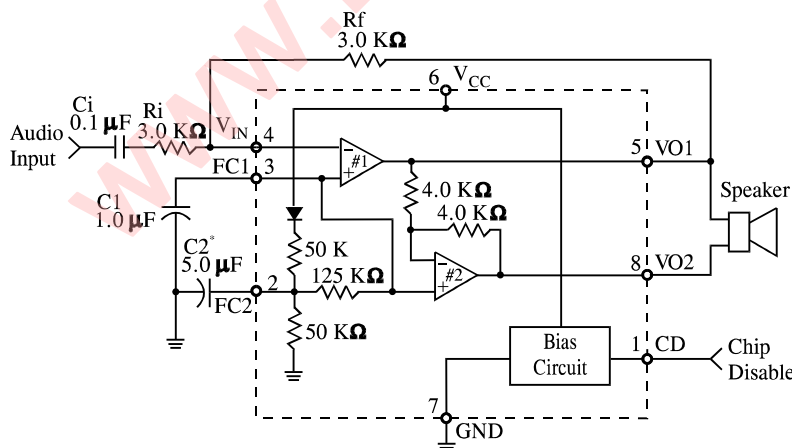 Rf
3.0 KΩ
6 VCC
Ci
0.1 μF
Ri
3.0 KΩ
VIN
4
Audio
Input
FC1
3
−
+
#1
5 VO1
C1
1.0 μF
4.0 KΩ
4.0 KΩ
Speaker
C2*
5.0 μF
50 K
125 KΩ
−
+
#2
8 VO2
2
FC2
50 KΩ
Bias
Circuit
1 CD
Chip
Disable
7
GND
www.